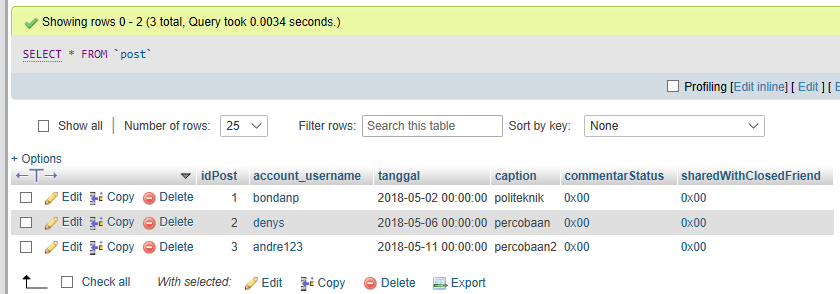 Showing rows 0 - 2 (3 total, Query took 0.0034 seconds.)
SELECT * FROM `post`
Profiling [Edit inline] [ Edit ] [
Show all | Number of rows: 25 Filter rows: Search this table Sort by key: None
+ Options
idPost account_username tanggal caption commentarStatus sharedWithClosedFriend
Edit Copy Delete 1 bondanp 2018-05-02 00:00:00 politeknik 0x00 0x00
Edit Copy Delete 2 denys 2018-05-06 00:00:00 percobaan 0x00 0x00
Edit Copy Delete 3 andre123 2018-05-11 00:00:00 percobaan2 0x00 0x00
Check all With selected: Edit Copy Delete Export